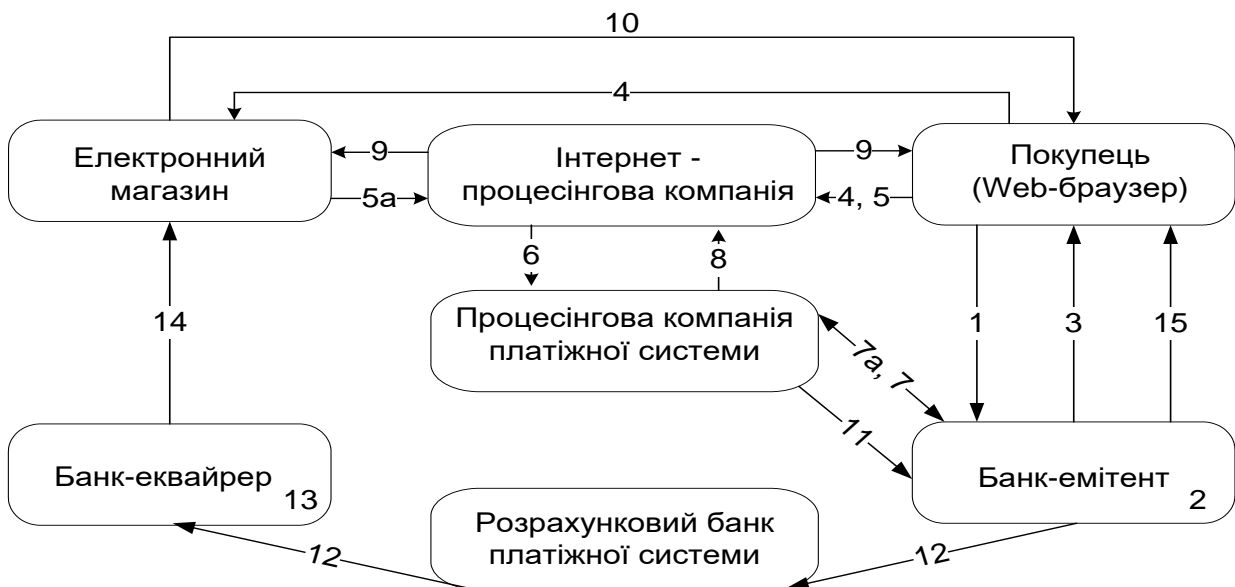 10
4
Електронний
магазин
9
5а
Інтернет -
процесінгова компанія
9
4, 5
Покупець
(Web-браузер)
6
8
14
Процесінгова компанія
платіжної системи
7а, 7
11
1
3
15
Банк-еквайрер
13
Розрахунковий банк
платіжної системи
Банк-емітент
2
12
12